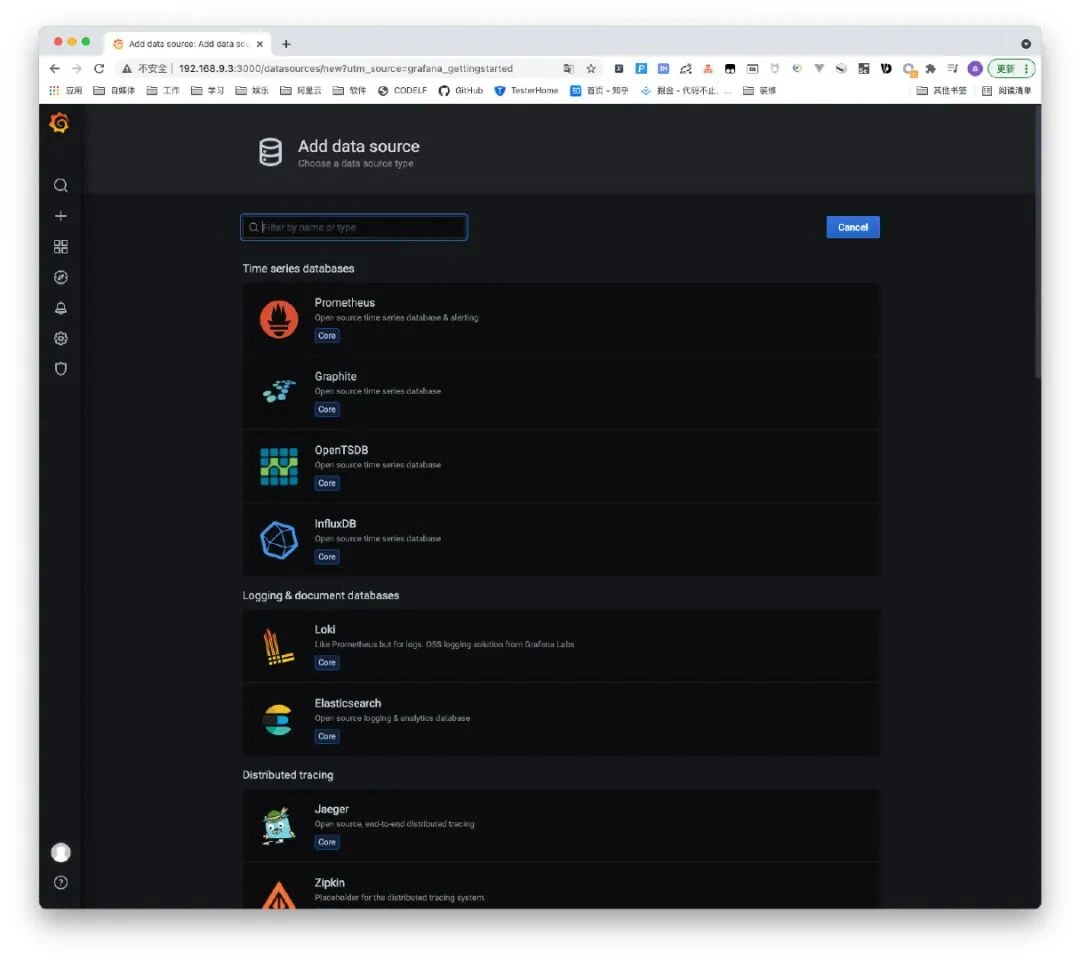 Add data source: Add data sou
不安全 192.168.9.3:3000/datasources/new?utm_source=grafana_gettingstarted 更新
应用 自媒体 工作 学习 娱乐 阿里云 软件 CODELF GitHub TesterHome 首页 - 知乎 掘金 - 代码不止, ... 装修 其他书签 阅读清单
Add data source
Choose a data source type
Filter by name or type
Cancel
Time series databases
Prometheus
Open source time series database & alerting
Core
Graphite
Open source time series database
Core
OpenTSDB
Open source time series database
Core
InfluxDB
Open source time series database
Core
Logging & document databases
Loki
Like Prometheus but for logs. OSS logging solution from Grafana Labs
Core
Elasticsearch
Open source logging & analytics database
Core
Distributed tracing
Jaeger
Open source, end-to-end distributed tracing
Core
Zipkin
Placeholder for the distributed tracing system.